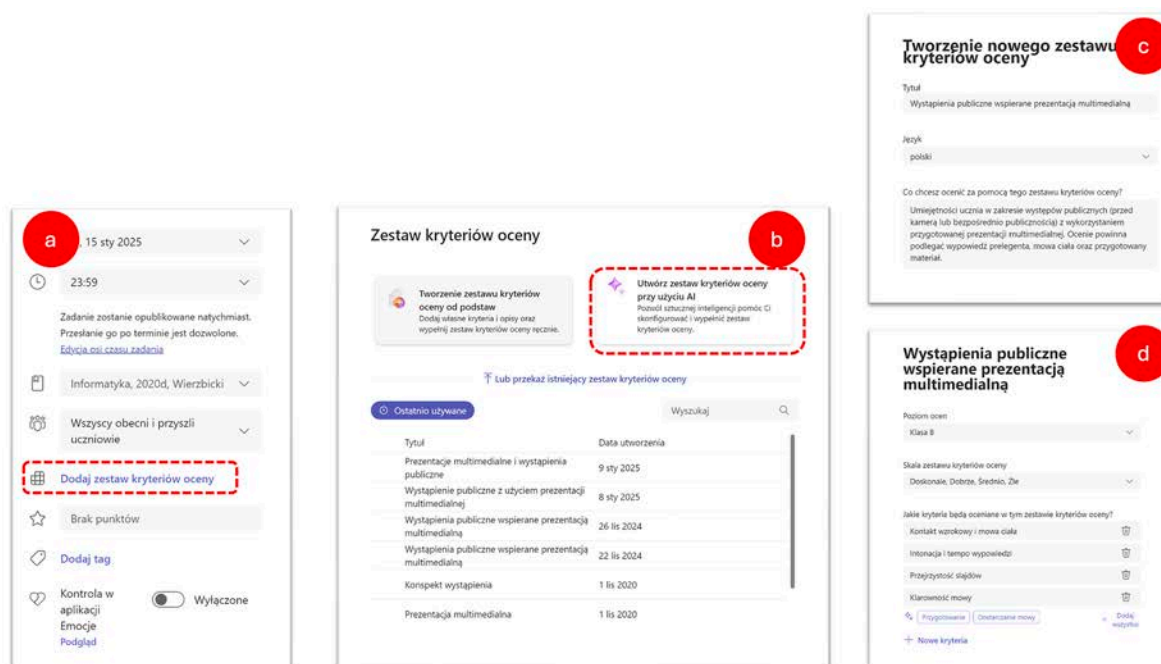 a
, 15 sty 2025
23:59
Zadanie zostanie opublikowane natychmiast.
Przesłanie go po terminie jest dozwolone.
Edycja osi czasu zadania
Informatyka, 2020d, Wierzbicki
Wszyscy obecni i przyszli
uczniowie
Dodaj zestaw kryteriów oceny
Brak punktów
Dodaj tag
Kontrola w
aplikacji
Emocje
Wyłączone
Podgląd
b
Zestaw kryteriów oceny
Tworzenie zestawu kryteriów
oceny od podstaw
Dodaj własne kryteria i opisy oraz
wypełnij zestaw kryteriów oceny ręcznie.
Utwórz zestaw kryteriów oceny
przy użyciu AI
Pozwól sztucznej inteligencji pomóc Ci
skonfigurować i wypełnić zestaw
kryteriów oceny.
Lub przekaż istniejący zestaw kryteriów oceny
Ostatnio używane
Wyszukaj
Tytuł Data utworzenia
Prezentacje multimedialne i wystąpienia
publiczne
9 sty 2025
Wystąpienie publiczne z użyciem prezentacji
multimedialnej
8 sty 2025
Wystąpienia publiczne wspierane prezentacją
multimedialną
26 lis 2024
Wystąpienia publiczne wspierane prezentacją
multimedialną
22 lis 2024
Konspekt wystąpienia 1 lis 2020
Prezentacja multimedialna 1 lis 2020
c
Tworzenie nowego zestawu
kryteriów oceny
Tytuł
Wystąpienia publiczne wspierane prezentacją multimedialną
Język
polski
Co chcesz ocenić za pomocą tego zestawu kryteriów oceny?
Umiejętności ucznia w zakresie występów publicznych (przed
kamerą lub bezpośrednio publicznością) z wykorzystaniem
przygotowanej prezentacji multimedialnej. Ocenie powinna
podlegać wypowiedź prelegenta, mowa ciała oraz przygotowany
materiał.
d
Wystąpienia publiczne
wspierane prezentacją
multimedialną
Poziom ocen
Klasa 8
Skala zestawu kryteriów oceny
Doskonale, Dobrze, Średnio, Źle
Jakie kryteria będą oceniane w tym zestawie kryteriów oceny?
Kontakt wzrokowy i mowa ciała
Intonacja i tempo wypowiedzi
Przejrzystość slajdów
Klarowność mowy
Przygotowanie Dostarczanie mowy
+ Dodaj
wszystko
+ Nowe kryteria